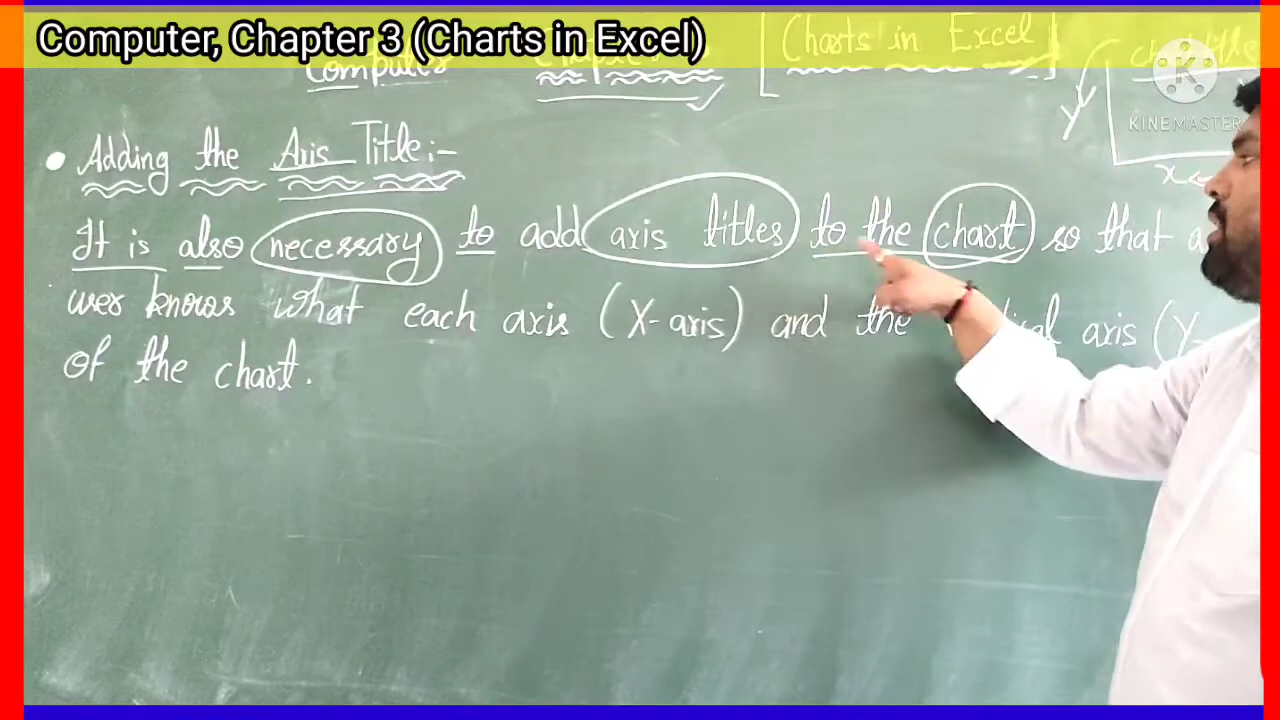 Computer, Chapter 3 (Charts in Excel)
Computer [Charts in Excel]
KINEMASTER
• Adding the Axis Title:-
Y
X
It is also necessary to add axis titles to the chart so that a
user knows what each axis (X-axis) and the axis (Y-
of the chart.